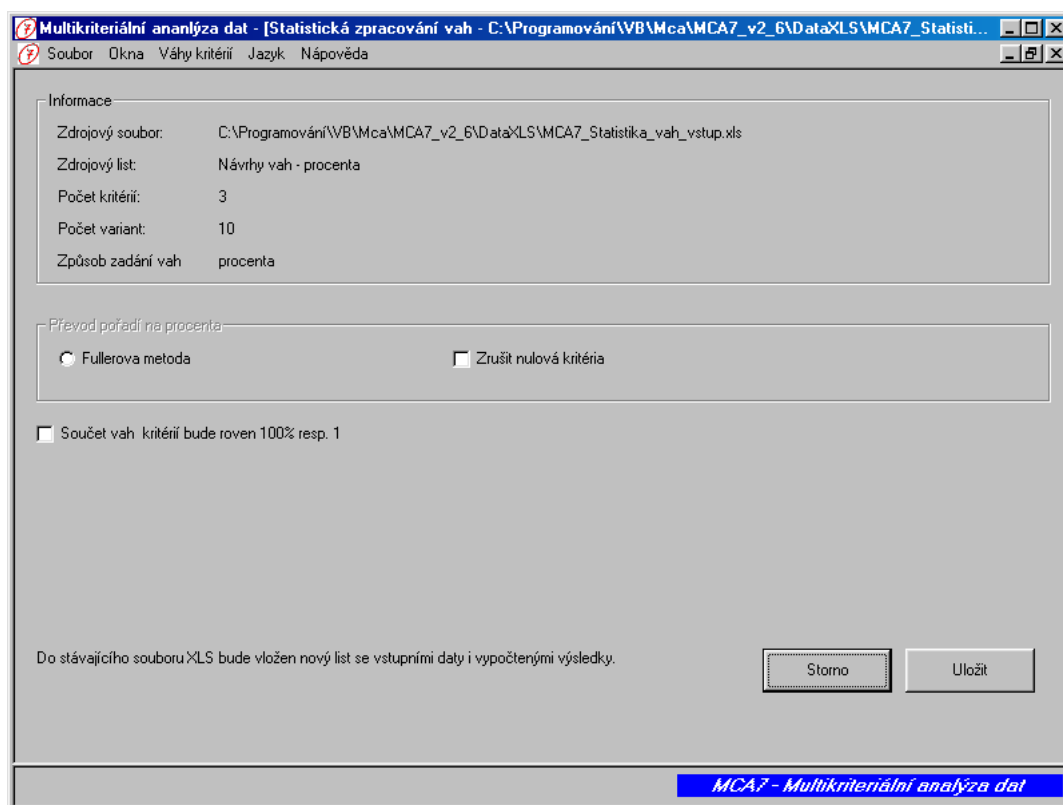 Multikriteriální ananlýza dat - [Statistická zpracování vah - C:\Programování\VB\Mca\MCA7_v2_6\DataXLS\MCA7_Statisti...
Soubor Okna Váhy kritérií Jazyk Nápověda
Informace
Zdrojový soubor: C:\Programování\VB\Mca\MCA7_v2_6\DataXLS\MCA7_Statistika_vah_vstup.xls
Zdrojový list: Návrhy vah - procenta
Počet kritérií: 3
Počet variant: 10
Způsob zadání vah procenta
Převod pořadí na procenta
Fullerova metoda Zrušit nulová kritéria
Součet vah kritérií bude roven 100% resp. 1
Do stávajícího souboru XLS bude vložen nový list se vstupními daty i vypočtenými výsledky.
Storno Uložit
MCA7 - Multikriteriální analýza dat